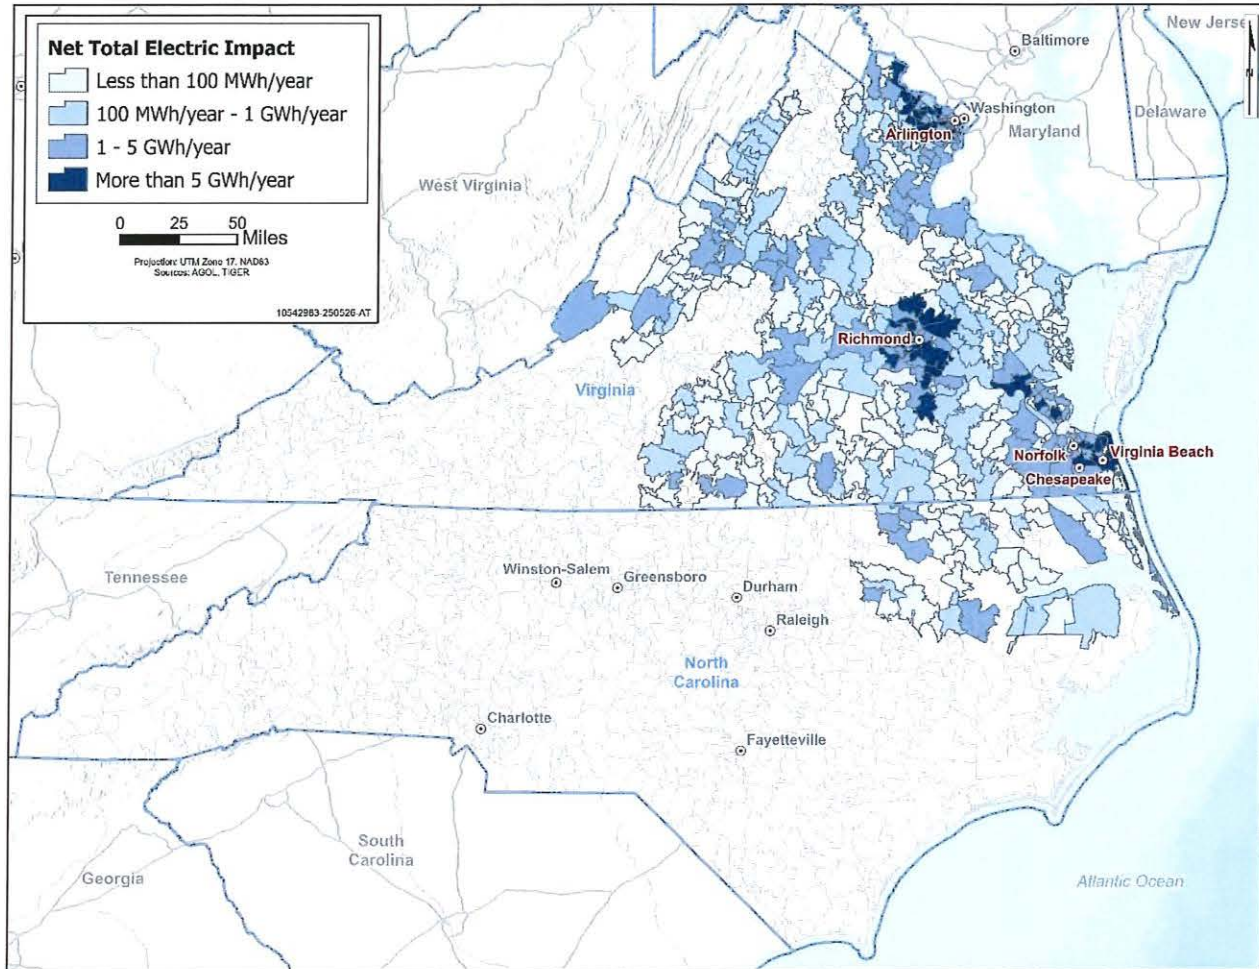 Net Total Electric Impact
Less than 100 MWh/year
100 MWh/year - 1 GWh/year
1 - 5 GWh/year
More than 5 GWh/year
0 25 50
Miles
Projection: UTM Zone 17, NAD83
Sources: AGOL, TIGER
10542983-250526-AT
New Jerse
N
Baltimore
Washington
Arlington
Maryland
Delaware
West Virginia
Richmond
Virginia
Norfolk
Virginia Beach
Chesapeake
Tennessee
Winston-Salem
Greensboro
Durham
Raleigh
North
Carolina
Charlotte
Fayetteville
South
Carolina
Georgia
Atlantic Ocean